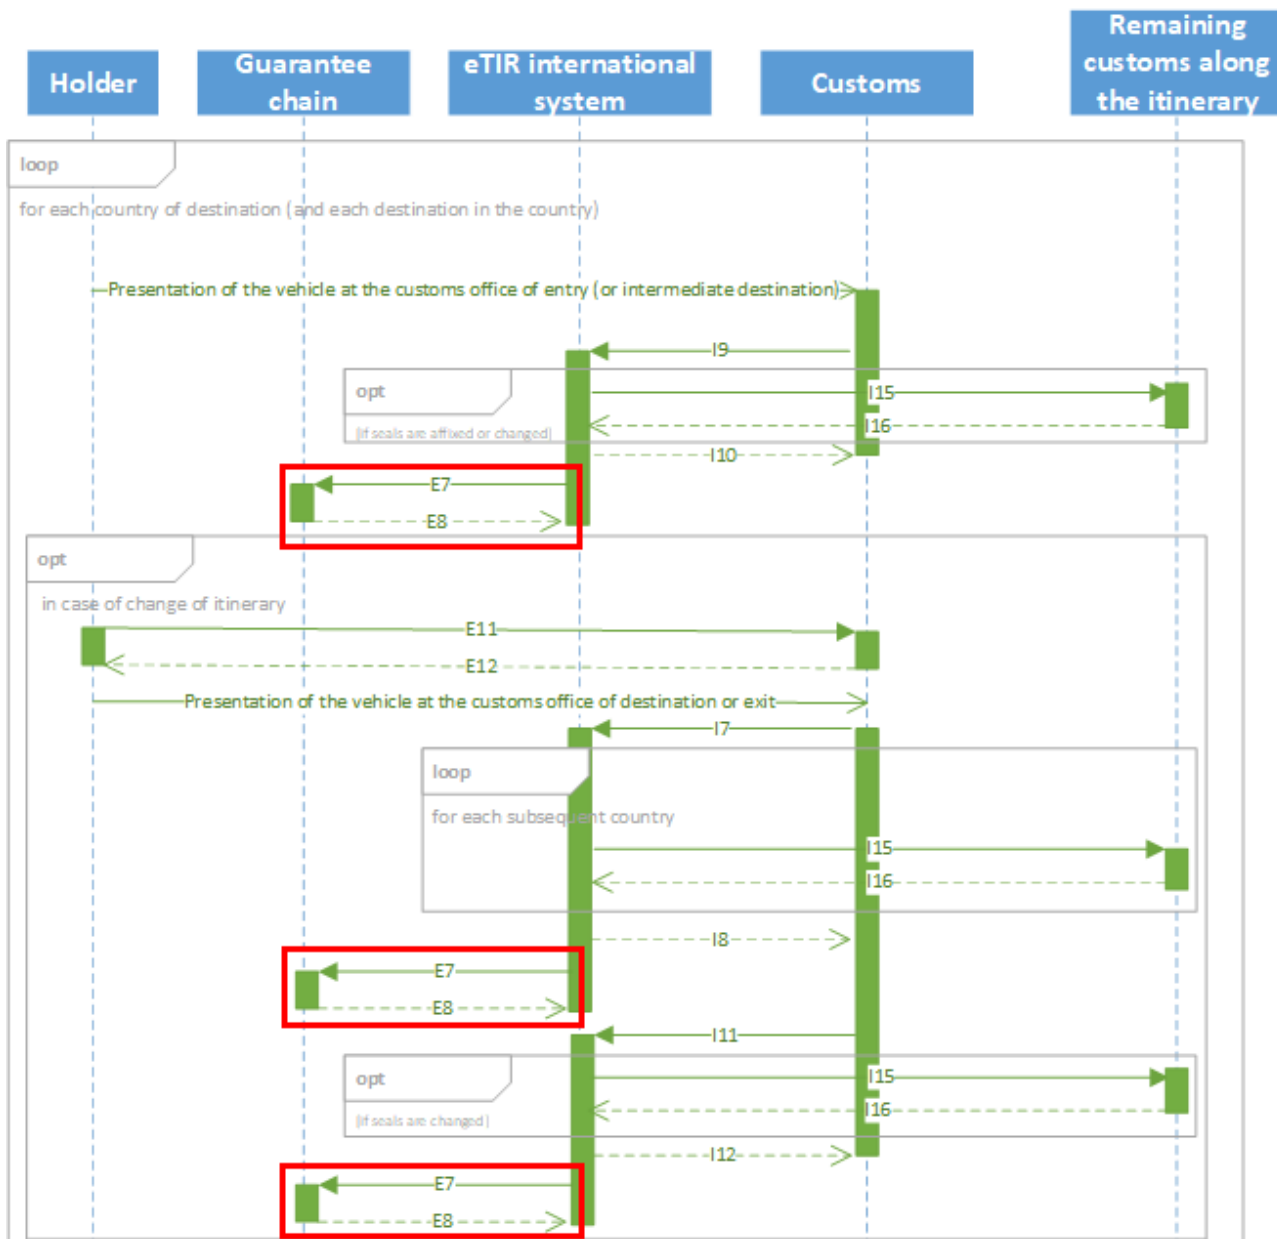 Holder
Guarantee
chain
eTIR international
system
Customs
Remaining
customs along
the itinerary
loop
for each country of destination (and each destination in the country)
Presentation of the vehicle at the customs office of entry (or intermediate destination)
I9
opt
I15
(if seals are affixed or changed)
I16
I10
E7
E8
opt
in case of change of itinerary
E11
E12
Presentation of the vehicle at the customs office of destination or exit
I7
loop
for each subsequent country
I15
I16
I8
E7
E8
I11
opt
I15
I16
(if seals are changed)
I12
E7
E8